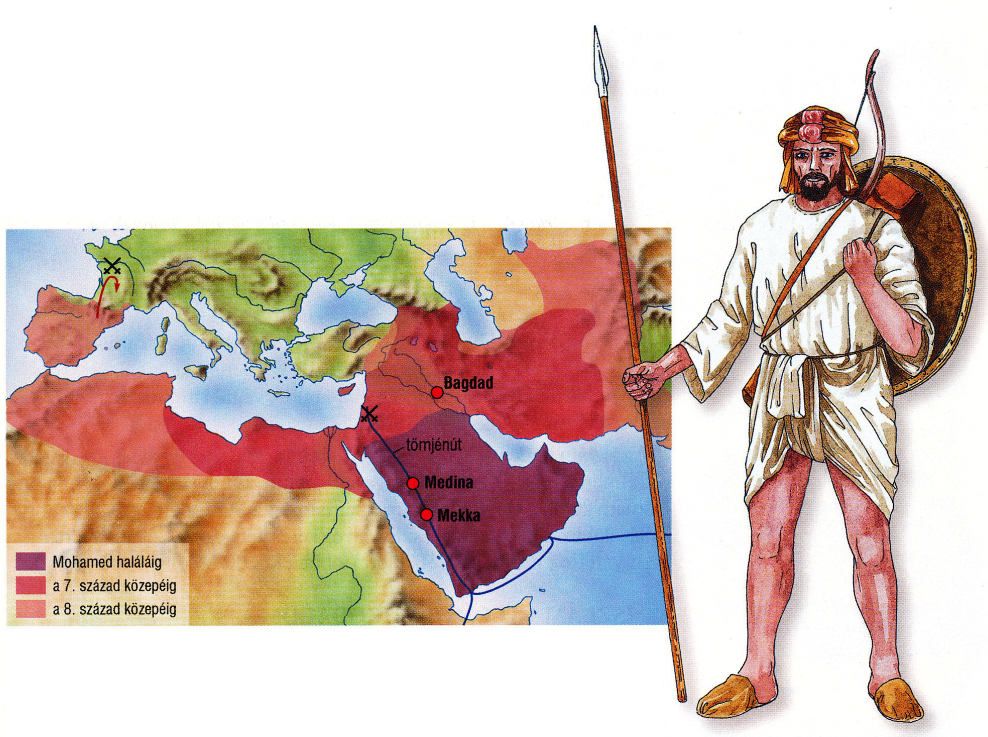 Bagdad
tömjénút
Medina
Mekka
Mohamed haláláig
a 7. század közepéig
a 8. század közepéig